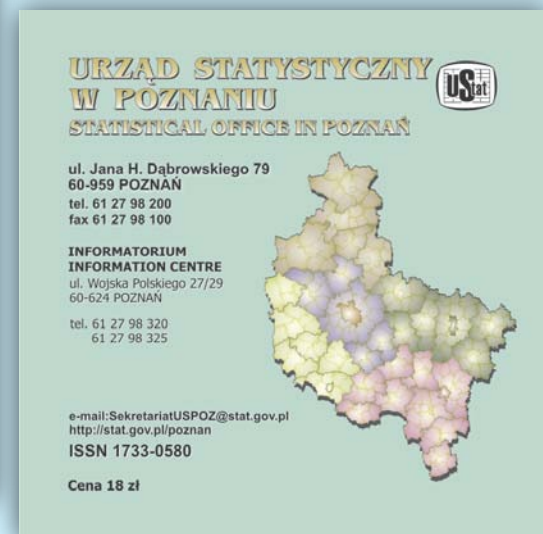 URZĄD STATYSTYCZNY
W POZNANIU
STATISTICAL OFFICE IN POZNAŃ
UStat
ul. Jana H. Dąbrowskiego 79
60-959 POZNAŃ
tel. 61 27 98 200
fax 61 27 98 100
INFORMATORIUM
INFORMATION CENTRE
ul. Wojska Polskiego 27/29
60-624 POZNAŃ
tel. 61 27 98 320
61 27 98 325
e-mail:SekretariatUSPOZ@stat.gov.pl
http://stat.gov.pl/poznan
ISSN 1733-0580
Cena 18 zł